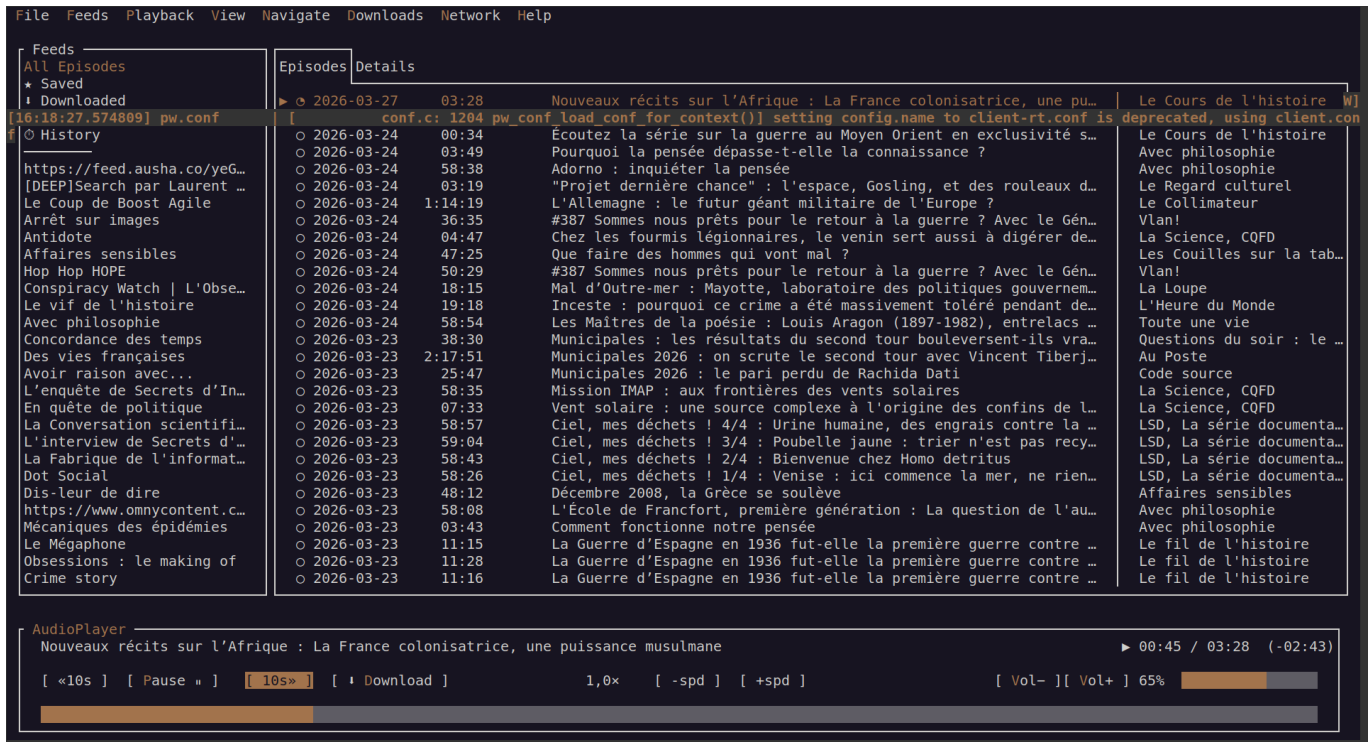 File Feeds Playback View Navigate Downloads Network Help
Feeds
All Episodes
★ Saved
⬇ Downloaded
⏱ History
https://feed.ausha.co/yeG…
[DEEP]Search par Laurent …
Le Coup de Boost Agile
Arrêt sur images
Antidote
Affaires sensibles
Hop Hop HOPE
Conspiracy Watch | L'Obse…
Le vif de l'histoire
Avec philosophie
Concordance des temps
Des vies françaises
Avoir raison avec...
L’enquête de Secrets d’In…
En quête de politique
La Conversation scientifi…
L'interview de Secrets d'…
La Fabrique de l'informat…
Dot Social
Dis-leur de dire
https://www.omnycontent.c…
Mécaniques des épidémies
Le Mégaphone
Obsessions : le making of
Crime story
Episodes Details
▶ ◔ 2026-03-27 03:28 Nouveaux récits sur l’Afrique : La France colonisatrice, une pu… │ Le Cours de l'histoire W]
[16:18:27.574809] pw.conf | [ conf.c: 1204 pw_conf_load_conf_for_context()] setting config.name to client-rt.conf is deprecated, using client.con
f
○ 2026-03-24 00:34 Écoutez la série sur la guerre au Moyen Orient en exclusivité s… Le Cours de l'histoire
○ 2026-03-24 03:49 Pourquoi la pensée dépasse-t-elle la connaissance ? Avec philosophie
○ 2026-03-24 58:38 Adorno : inquiéter la pensée Avec philosophie
○ 2026-03-24 03:19 "Projet dernière chance" : l'espace, Gosling, et des rouleaux d… Le Regard culturel
○ 2026-03-24 1:14:19 L'Allemagne : le futur géant militaire de l'Europe ? Le Collimateur
○ 2026-03-24 36:35 #387 Sommes nous prêts pour le retour à la guerre ? Avec le Gén… Vlan!
○ 2026-03-24 04:47 Chez les fourmis légionnaires, le venin sert aussi à digérer de… La Science, CQFD
○ 2026-03-24 47:25 Que faire des hommes qui vont mal ? Les Couilles sur la tab…
○ 2026-03-24 50:29 #387 Sommes nous prêts pour le retour à la guerre ? Avec le Gén… Vlan!
○ 2026-03-24 18:15 Mal d’Outre-mer : Mayotte, laboratoire des politiques gouvernem… La Loupe
○ 2026-03-24 19:18 Inceste : pourquoi ce crime a été massivement toléré pendant de… L'Heure du Monde
○ 2026-03-24 58:54 Les Maîtres de la poésie : Louis Aragon (1897-1982), entrelacs … Toute une vie
○ 2026-03-23 38:30 Municipales : les résultats du second tour bouleversent-ils vra… Questions du soir : le …
○ 2026-03-23 2:17:51 Municipales 2026 : on scrute le second tour avec Vincent Tiberj… Au Poste
○ 2026-03-23 25:47 Municipales 2026 : le pari perdu de Rachida Dati Code source
○ 2026-03-23 58:35 Mission IMAP : aux frontières des vents solaires La Science, CQFD
○ 2026-03-23 07:33 Vent solaire : une source complexe à l'origine des confins de l… La Science, CQFD
○ 2026-03-23 58:57 Ciel, mes déchets ! 4/4 : Urine humaine, des engrais contre la … LSD, La série documenta…
○ 2026-03-23 59:04 Ciel, mes déchets ! 3/4 : Poubelle jaune : trier n'est pas recy… LSD, La série documenta…
○ 2026-03-23 58:43 Ciel, mes déchets ! 2/4 : Bienvenue chez Homo detritus LSD, La série documenta…
○ 2026-03-23 58:26 Ciel, mes déchets ! 1/4 : Venise : ici commence la mer, ne rien… LSD, La série documenta…
○ 2026-03-23 48:12 Décembre 2008, la Grèce se soulève Affaires sensibles
○ 2026-03-23 58:08 L'École de Francfort, première génération : La question de l'au… Avec philosophie
○ 2026-03-23 03:43 Comment fonctionne notre pensée Avec philosophie
○ 2026-03-23 11:15 La Guerre d’Espagne en 1936 fut-elle la première guerre contre … Le fil de l'histoire
○ 2026-03-23 11:28 La Guerre d’Espagne en 1936 fut-elle la première guerre contre … Le fil de l'histoire
○ 2026-03-23 11:16 La Guerre d’Espagne en 1936 fut-elle la première guerre contre … Le fil de l'histoire
AudioPlayer
Nouveaux récits sur l’Afrique : La France colonisatrice, une puissance musulmane ▶ 00:45 / 03:28 (-02:43)
[ «10s ] [ Pause ⏸ ] [ 10s» ] [ ⬇ Download ] 1,0× [ -spd ] [ +spd ] [ Vol− ][ Vol+ ] 65%